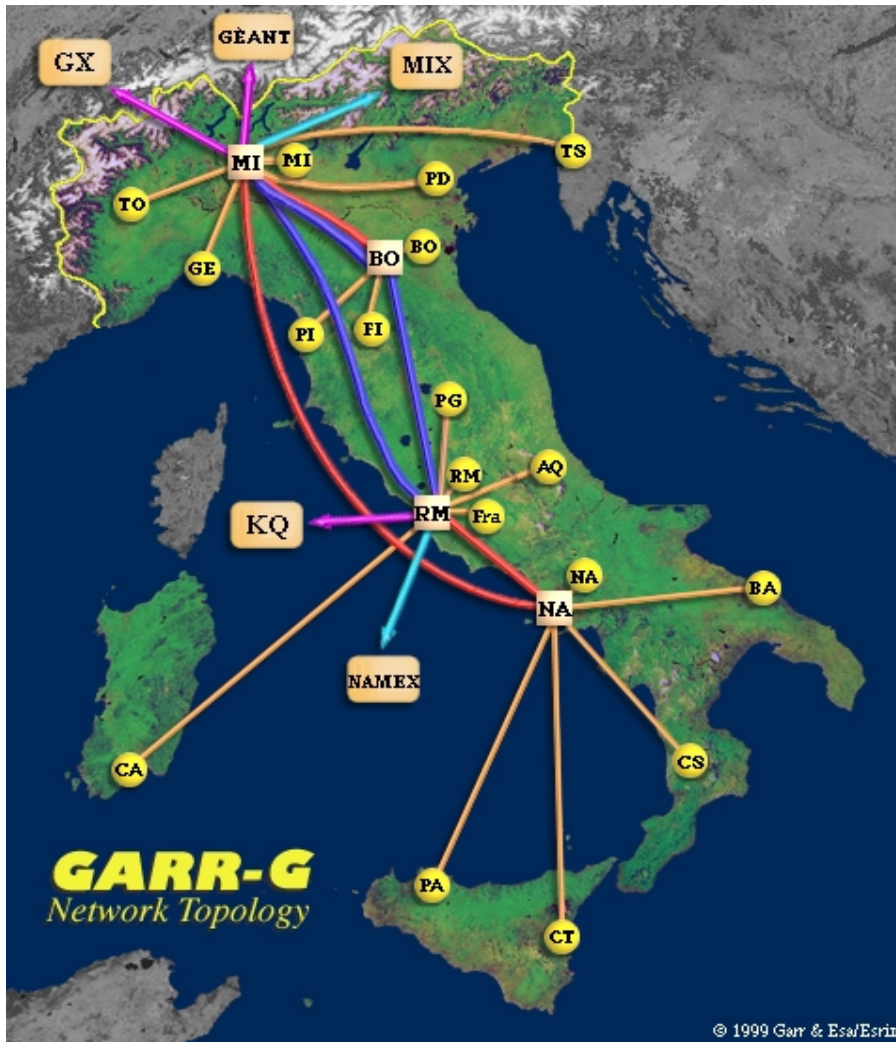 GÈANT
GX
MIX
MI
MI
TS
PD
TO
BO
BO
GE
PI
FI
PG
RM
AQ
RM
Fra
KQ
NA
NA
BA
NAMEX
CA
CS
GARR-G
Network Topology
PA
CT
© 1999 Garr & Esa/Esrin